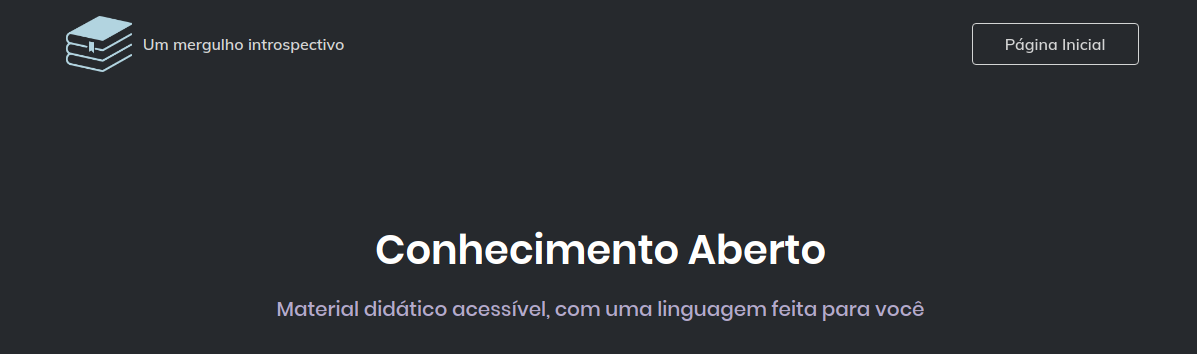 Um mergulho introspectivo
Página Inicial
Conhecimento Aberto
Material didático acessível, com uma linguagem feita para você